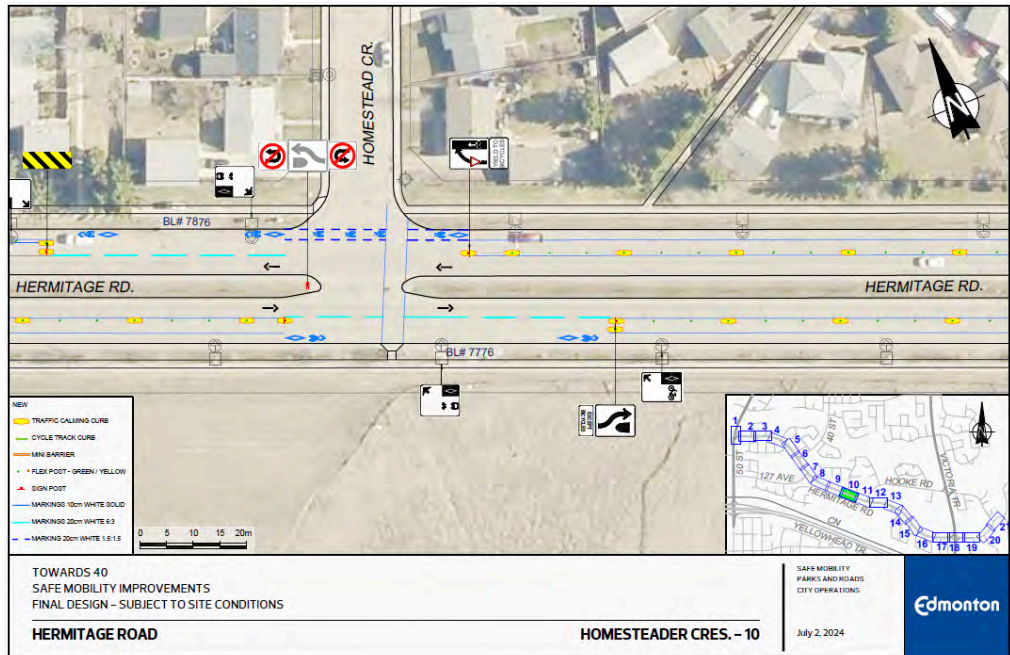 HOMESTEAD CR.
N
YIELD TO
BICYCLES
BL# 7876
HERMITAGE RD.
HERMITAGE RD.
BL# 7776
EXCEPT
BICYCLES
NEW
TRAFFIC CALMING CURB
CYCLE TRACK CURB
MINI BARRIER
FLEX POST - GREEN / YELLOW
SIGN POST
MARKINGS 10cm WHITE SOLID
MARKINGS 20cm WHITE 6:3
MARKING 20cm WHITE 1.5:1.5
0 5 10 15 20m
1
2
3
4
5
6
7
8
9
10
11
12
13
14
15
16
17
18
19
20
21
50 ST
40 ST
127 AVE
HOOKE RD
VICTORIA TR
HERMITAGE RD
CN
YELLOWHEAD TR
TOWARDS 40
SAFE MOBILITY IMPROVEMENTS
FINAL DESIGN – SUBJECT TO SITE CONDITIONS
HERMITAGE ROAD
HOMESTEADER CRES. – 10
SAFE MOBILITY
PARKS AND ROADS
CITY OPERATIONS
July 2, 2024
Edmonton